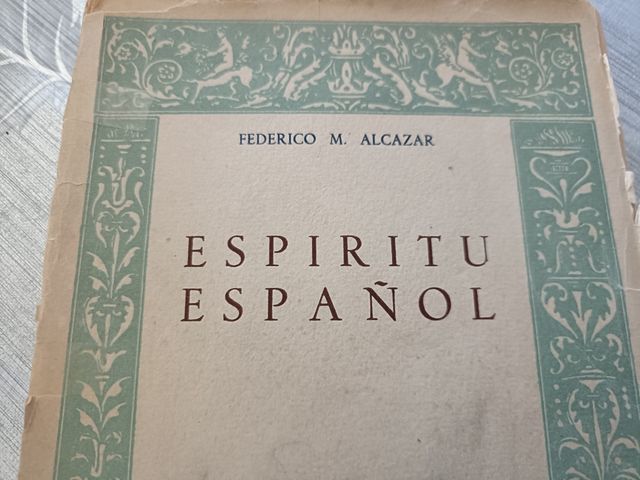 FEDERICO M. ALCAZAR
ESPIRITU
ESPAÑOL